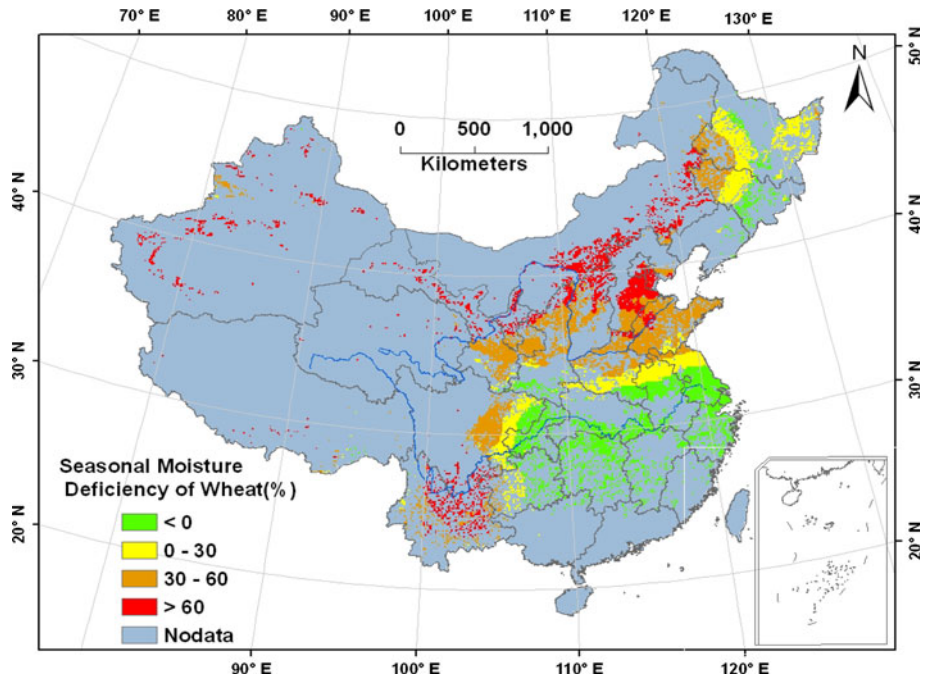 70° E 80° E 90° E 100° E 110° E 120° E 130° E
50° N
40° N
30° N
20° N
N
0 500 1,000
Kilometers
40° N
30° N
20° N
Seasonal Moisture
Deficiency of Wheat(%)
< 0
0 - 30
30 - 60
> 60
Nodata
90° E 100° E 110° E 120° E